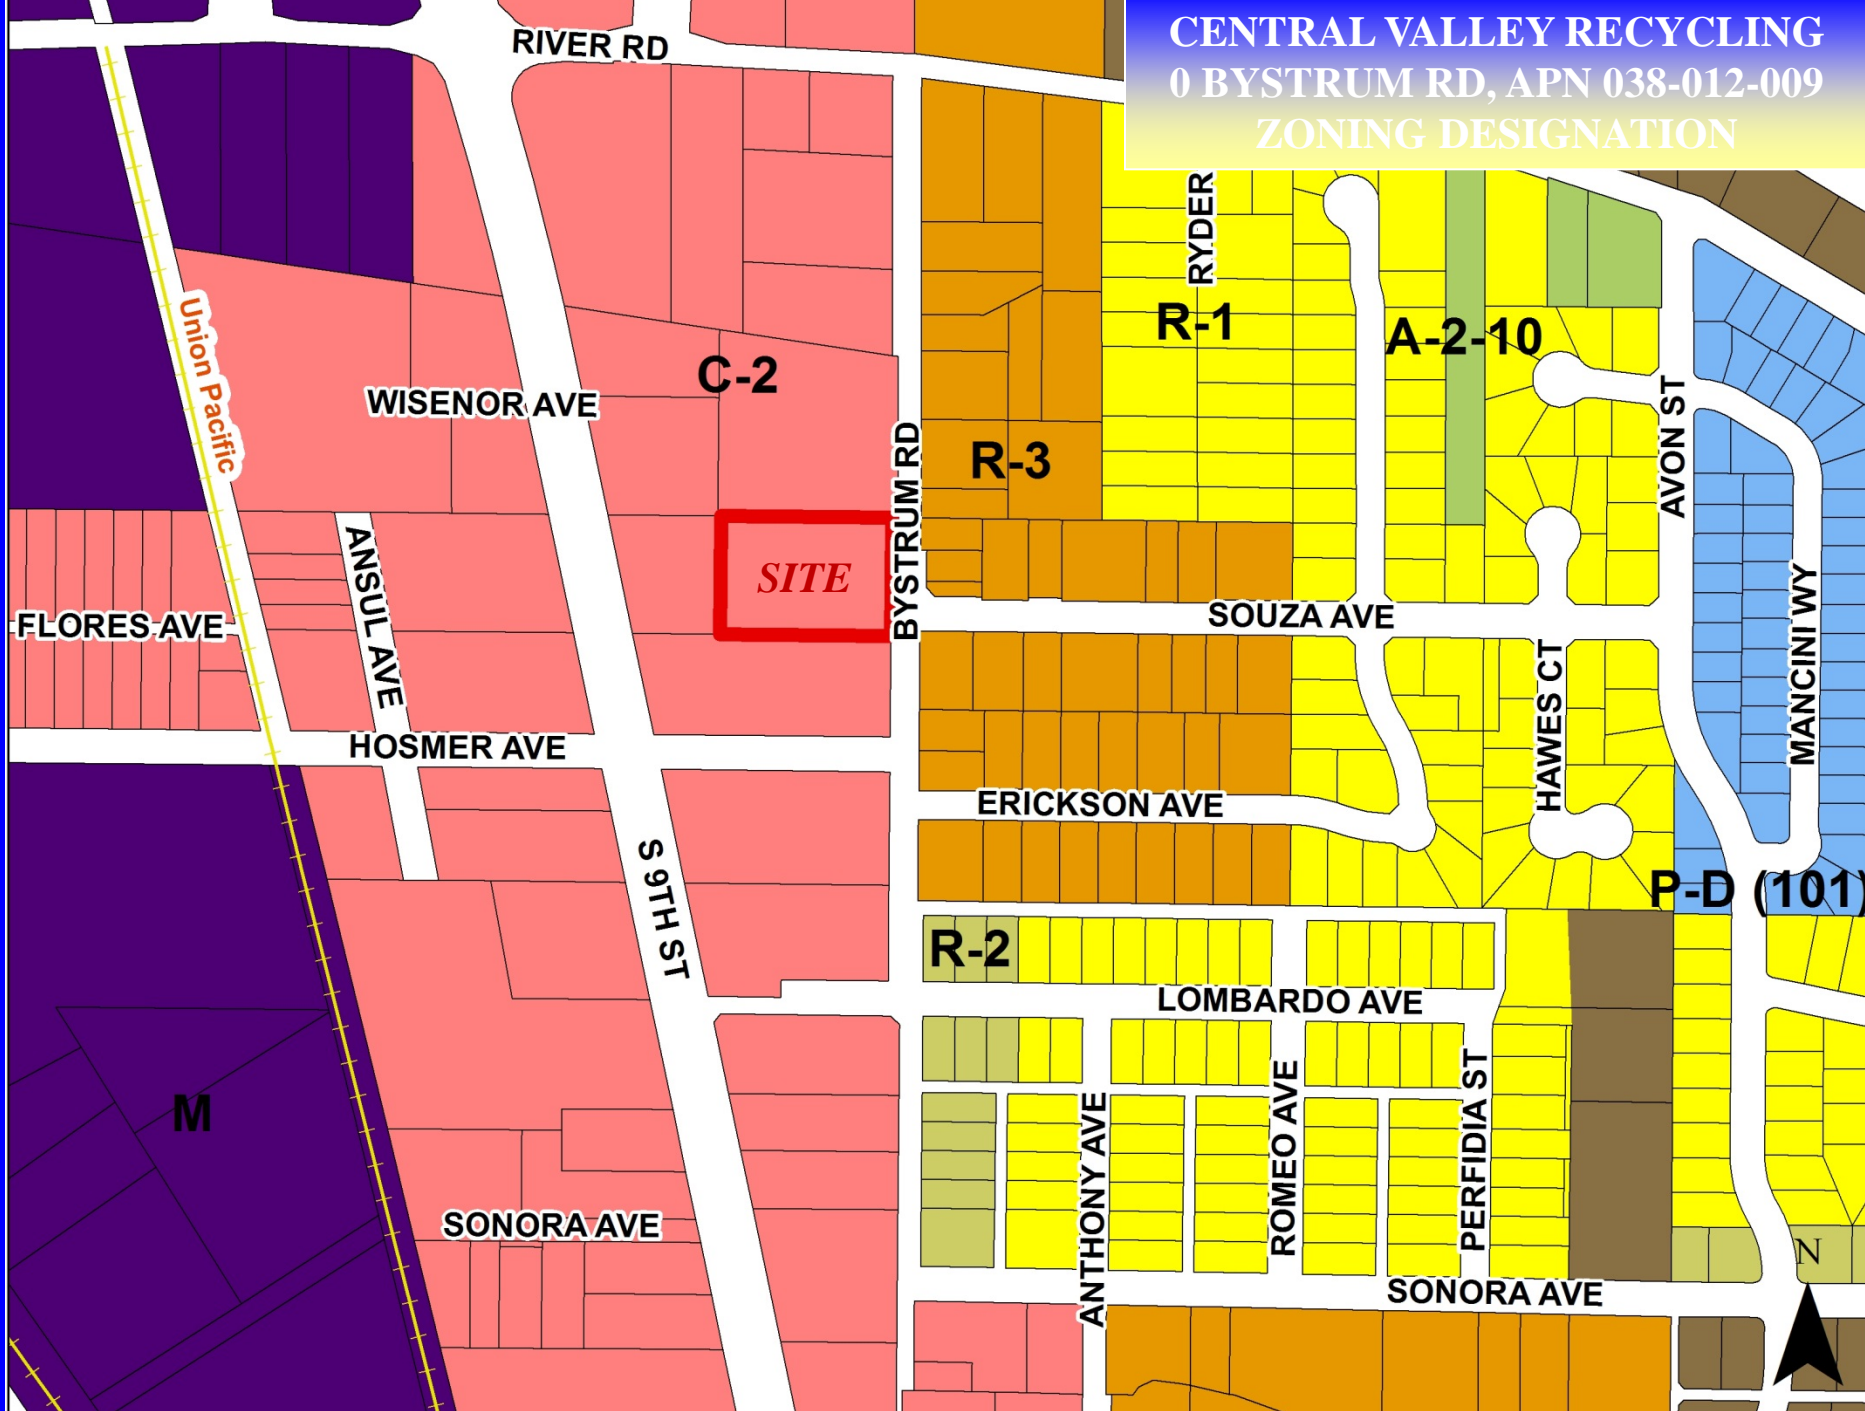 CENTRAL VALLEY RECYCLING
0 BYSTRUM RD, APN 038-012-009
ZONING DESIGNATION
RIVER RD
RYDER
Union Pacific
R-1
A-2-10
C-2
WISENOR AVE
AVON ST
BYSTRUM RD
R-3
ANSUL AVE
SITE
FLORES AVE
SOUZA AVE
HAWES CT
MANCINI WY
HOSMER AVE
ERICKSON AVE
S 9TH ST
P-D (101)
R-2
LOMBARDO AVE
M
ANTHONY AVE
ROMEO AVE
PERFIDIA ST
SONORA AVE
N
SONORA AVE